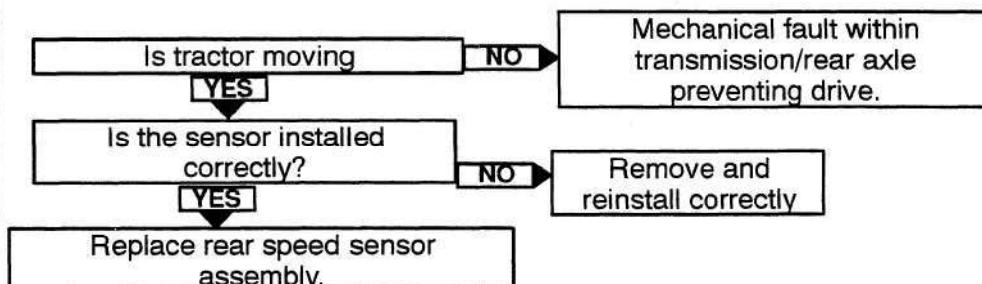 Is tractor moving
NO
Mechanical fault within
transmission/rear axle
preventing drive.
YES
Is the sensor installed
correctly?
NO
Remove and
reinstall correctly
YES
Replace rear speed sensor
assembly.